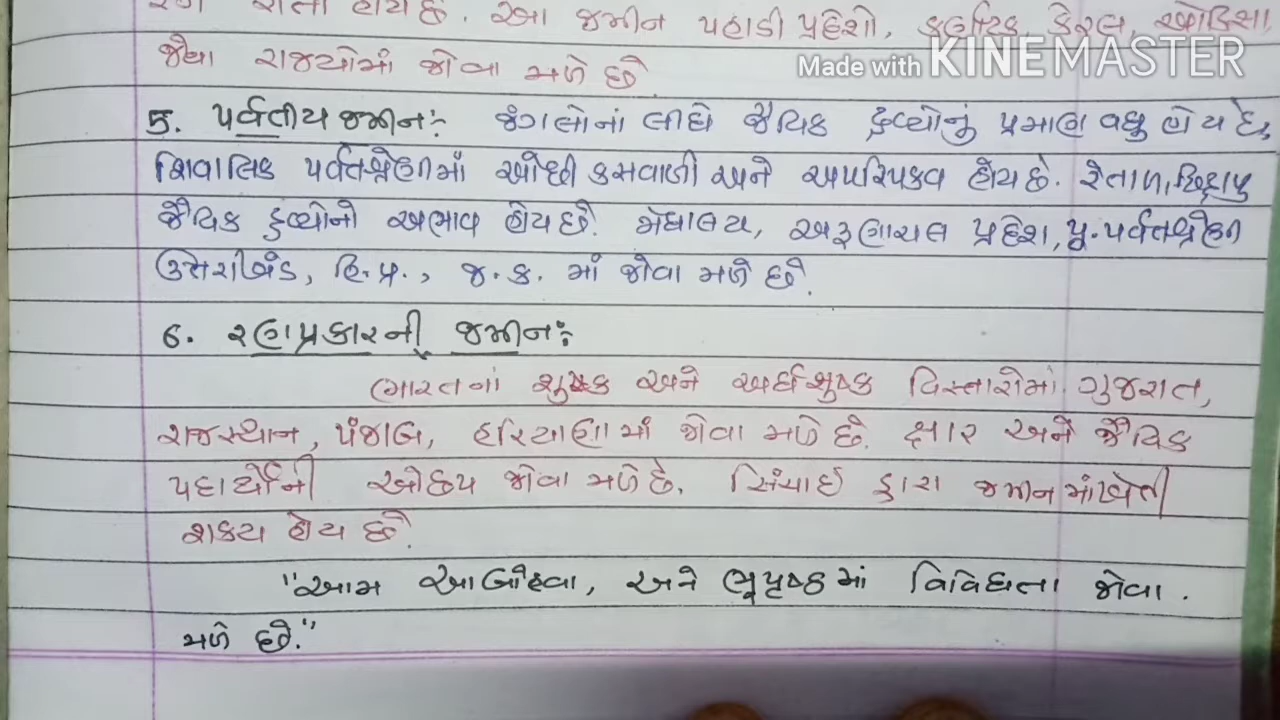 રંગ રાતો હોય છે. આ જમીન પહાડી પ્રદેશો, કર્ણાટક, કેરલ, ઓડિસા,
જેવા રાજ્યોમાં જોવા મળે છે.
Made with KINEMASTER
5. પર્વતીય જમીન:- જંગલોનાં લીધે જૈવિક દ્રવ્યોનું પ્રમાણ વધુ હોય છે,
શિવાલિક પર્વતશ્રેણીમાં ઓછી કસવાળી અને અપરિપકવ હોય છે. રેતાળ, છિદ્રાળુ
જૈવિક દ્રવ્યોનો અભાવ હોય છે. મેઘાલય, અરૂણાચલ પ્રદેશ, પૂ. પર્વતશ્રેણી
ઉત્તરાખંડ, હિ.પ્ર., જ.ક. માં જોવા મળે છે.
6. રણપ્રકારની જમીન:-
ભારતનાં શુષ્ક અને અર્ધશુષ્ક વિસ્તારોમાં ગુજરાત,
રાજસ્થાન, પંજાબ, હરિયાણામાં જોવા મળે છે. ક્ષાર અને જૈવિક
પદાર્થોની ઓછપ જોવા મળે છે. સિંચાઈ દ્વારા જમીનમાં ખેતી
શકય હોય છે.
"આમ આબોહવા, અને ભૂપૃષ્ઠમાં વિવિધતા જોવા.
મળે છે."